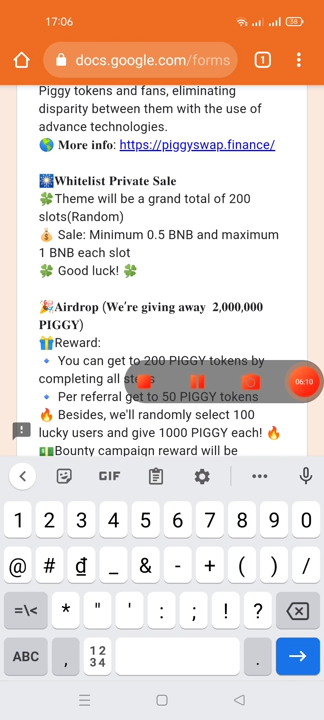 17:06
58
docs.google.com/forms
1
Piggy tokens and fans, eliminating
disparity between them with the use of
advance technologies.
🌎 More info: https://piggyswap.finance/
🎇Whitelist Private Sale
🍀Theme will be a grand total of 200
slots(Random)
💰 Sale: Minimum 0.5 BNB and maximum
1 BNB each slot
🍀 Good luck! 🍀
🎉Airdrop (We're giving away 2,000,000
PIGGY)
🎁Reward:
🔹 You can get to 200 PIGGY tokens by
completing all steps
06:10
🔹 Per referral get to 50 PIGGY tokens
🔥 Besides, we'll randomly select 100
lucky users and give 1000 PIGGY each! 🔥
💵Bounty campaign reward will be
GIF
1 2 3 4 5 6 7 8 9 0
@ # ₫ _ & - + ( ) /
=\< * " ' : ; ! ?
ABC , 12 34 .